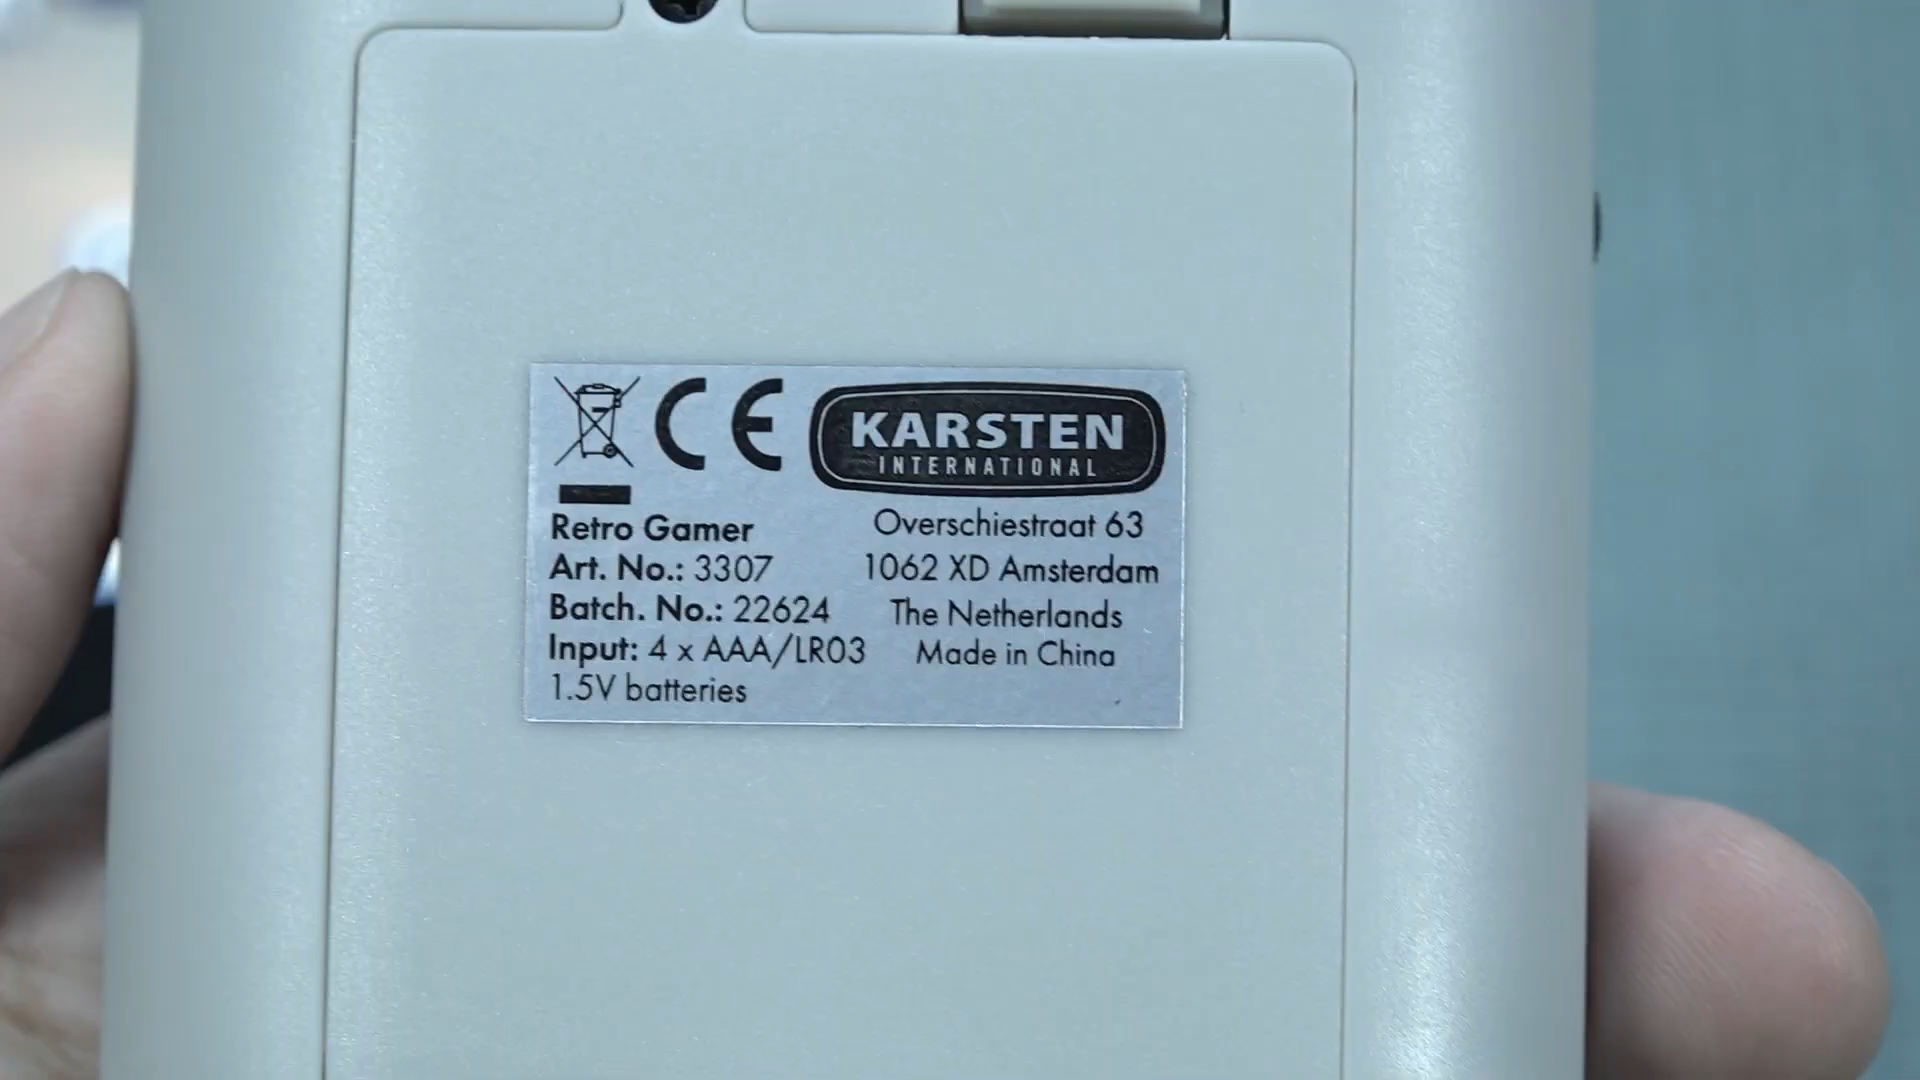 CE
KARSTEN
INTERNATIONAL
Retro Gamer
Art. No.: 3307
Batch. No.: 22624
Input: 4 x AAA/LR03
1.5V batteries
Overschiestraat 63
1062 XD Amsterdam
The Netherlands
Made in China